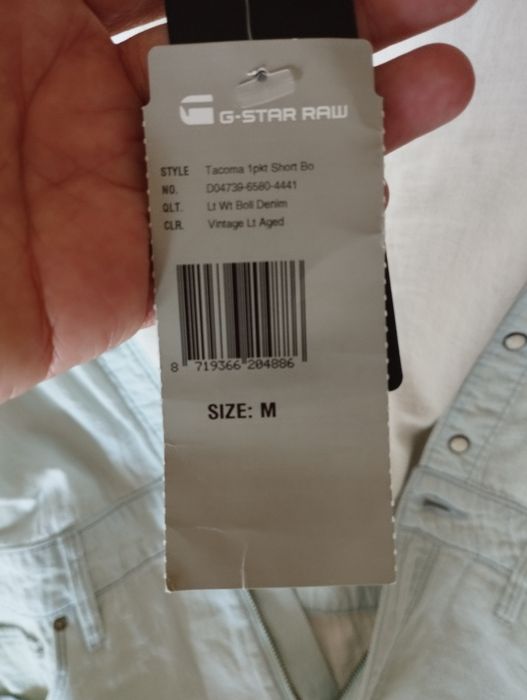 G-STAR RAW
STYLE Tacoma 1pkt Short Bo
NO. D04739-6580-4441
QLT. Lt Wt Boll Denim
CLR. Vintage Lt Aged
8 719366 204886
SIZE: M